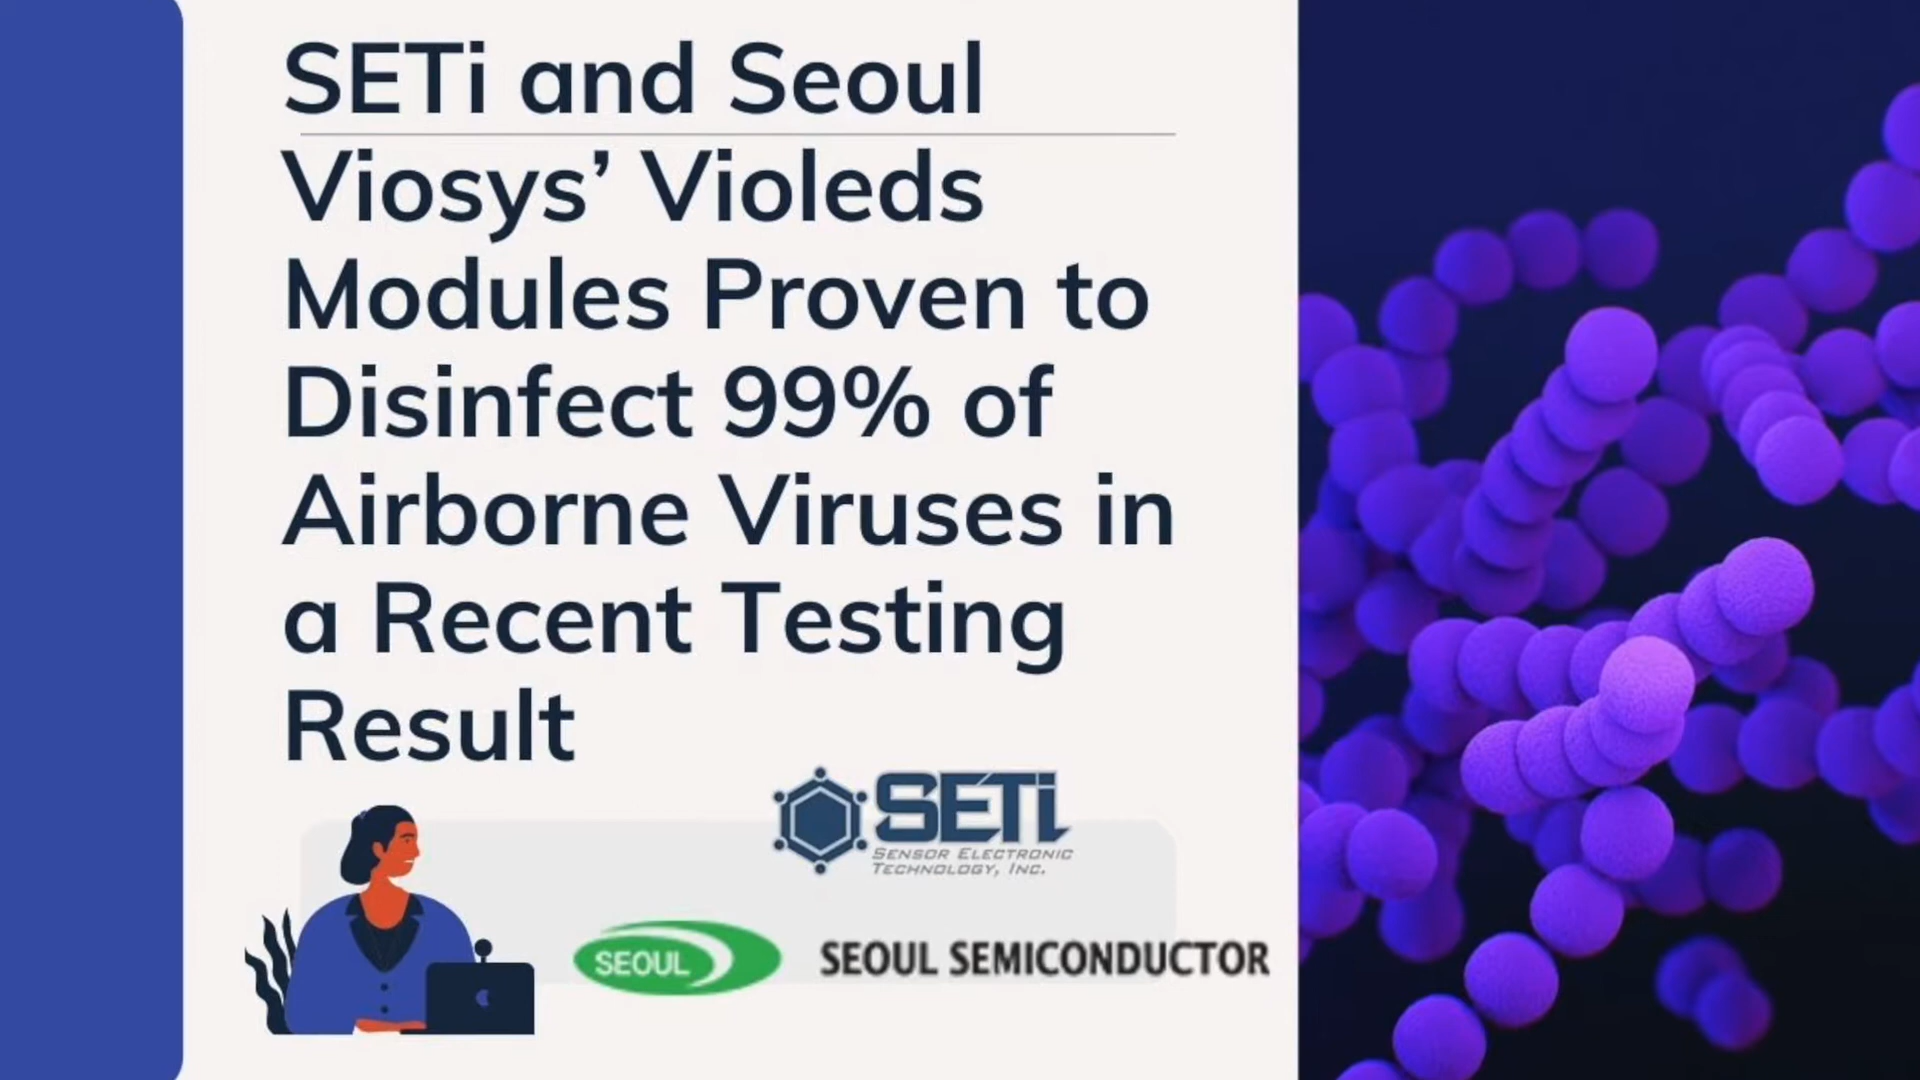 SETi and Seoul
Viosys’ Violeds
Modules Proven to
Disinfect 99% of
Airborne Viruses in
a Recent Testing
Result
SETi
SENSOR ELECTRONIC
TECHNOLOGY, INC.
SEOUL
SEOUL SEMICONDUCTOR